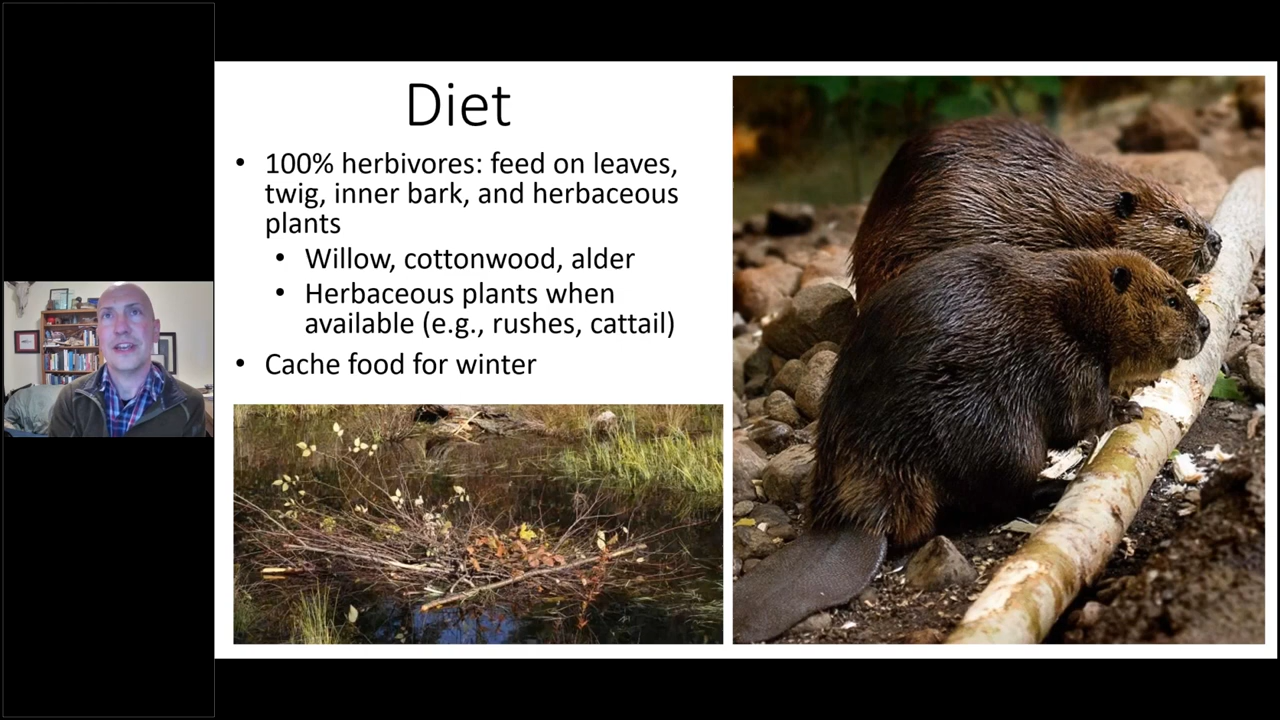 Diet
• 100% herbivores: feed on leaves,
twig, inner bark, and herbaceous
plants
• Willow, cottonwood, alder
• Herbaceous plants when
available (e.g., rushes, cattail)
• Cache food for winter